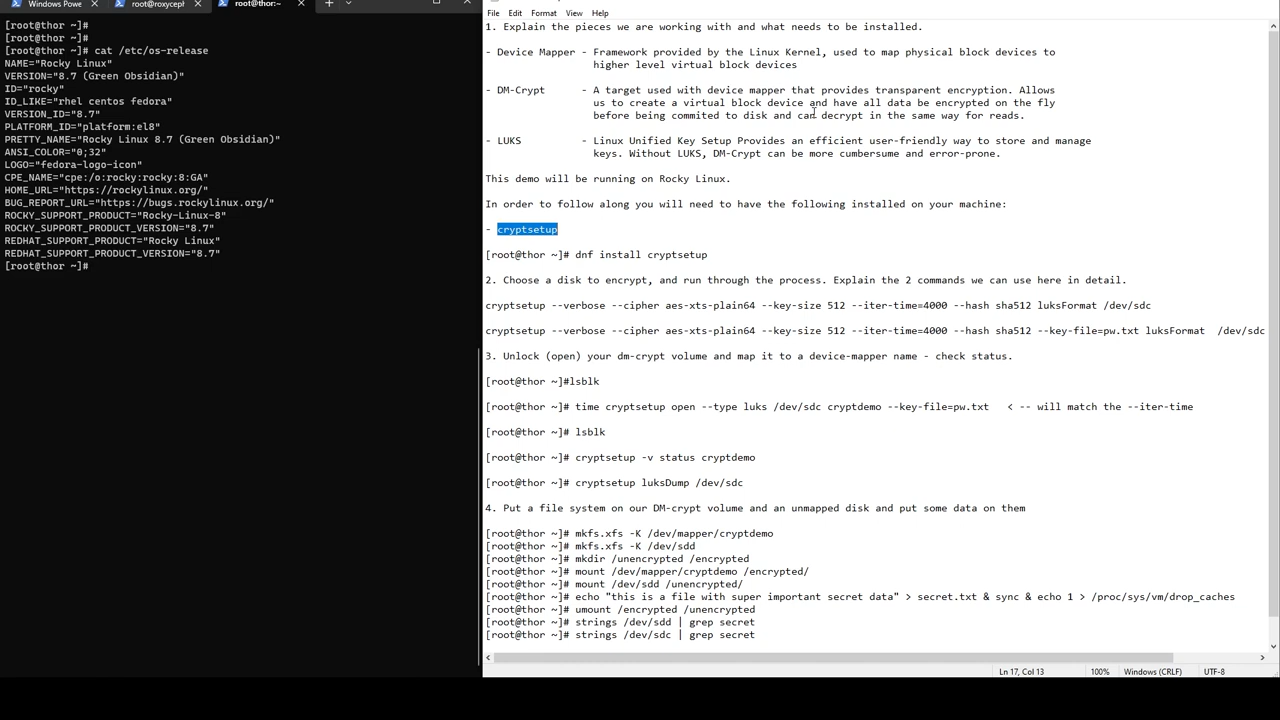 Windows Pow
root@roxyceph
root@thor:~
[root@thor ~]#
[root@thor ~]#
[root@thor ~]# cat /etc/os-release
NAME="Rocky Linux"
VERSION="8.7 (Green Obsidian)"
ID="rocky"
ID_LIKE="rhel centos fedora"
VERSION_ID="8.7"
PLATFORM_ID="platform:el8"
PRETTY_NAME="Rocky Linux 8.7 (Green Obsidian)"
ANSI_COLOR="0;32"
LOGO="fedora-logo-icon"
CPE_NAME="cpe:/o:rocky:rocky:8:GA"
HOME_URL="https://rockylinux.org/"
BUG_REPORT_URL="https://bugs.rockylinux.org/"
ROCKY_SUPPORT_PRODUCT="Rocky-Linux-8"
ROCKY_SUPPORT_PRODUCT_VERSION="8.7"
REDHAT_SUPPORT_PRODUCT="Rocky Linux"
REDHAT_SUPPORT_PRODUCT_VERSION="8.7"
[root@thor ~]#
File Edit Format View Help
1. Explain the pieces we are working with and what needs to be installed.
- Device Mapper - Framework provided by the Linux Kernel, used to map physical block devices to
higher level virtual block devices
- DM-Crypt - A target used with device mapper that provides transparent encryption. Allows
us to create a virtual block device and have all data be encrypted on the fly
before being commited to disk and can decrypt in the same way for reads.
- LUKS - Linux Unified Key Setup Provides an efficient user-friendly way to store and manage
keys. Without LUKS, DM-Crypt can be more cumbersume and error-prone.
This demo will be running on Rocky Linux.
In order to follow along you will need to have the following installed on your machine:
- cryptsetup
[root@thor ~]# dnf install cryptsetup
2. Choose a disk to encrypt, and run through the process. Explain the 2 commands we can use here in detail.
cryptsetup --verbose --cipher aes-xts-plain64 --key-size 512 --iter-time=4000 --hash sha512 luksFormat /dev/sdc
cryptsetup --verbose --cipher aes-xts-plain64 --key-size 512 --iter-time=4000 --hash sha512 --key-file=pw.txt luksFormat  /dev/sdc
3. Unlock (open) your dm-crypt volume and map it to a device-mapper name - check status.
[root@thor ~]#lsblk
[root@thor ~]# time cryptsetup open --type luks /dev/sdc cryptdemo --key-file=pw.txt   < -- will match the --iter-time
[root@thor ~]# lsblk
[root@thor ~]# cryptsetup -v status cryptdemo
[root@thor ~]# cryptsetup luksDump /dev/sdc
4. Put a file system on our DM-crypt volume and an unmapped disk and put some data on them
[root@thor ~]# mkfs.xfs -K /dev/mapper/cryptdemo
[root@thor ~]# mkfs.xfs -K /dev/sdd
[root@thor ~]# mkdir /unencrypted /encrypted
[root@thor ~]# mount /dev/mapper/cryptdemo /encrypted/
[root@thor ~]# mount /dev/sdd /unencrypted/
[root@thor ~]# echo "this is a file with super important secret data" > secret.txt & sync & echo 1 > /proc/sys/vm/drop_caches
[root@thor ~]# umount /encrypted /unencrypted
[root@thor ~]# strings /dev/sdd | grep secret
[root@thor ~]# strings /dev/sdc | grep secret
Ln 17, Col 13
100%
Windows (CRLF)
UTF-8